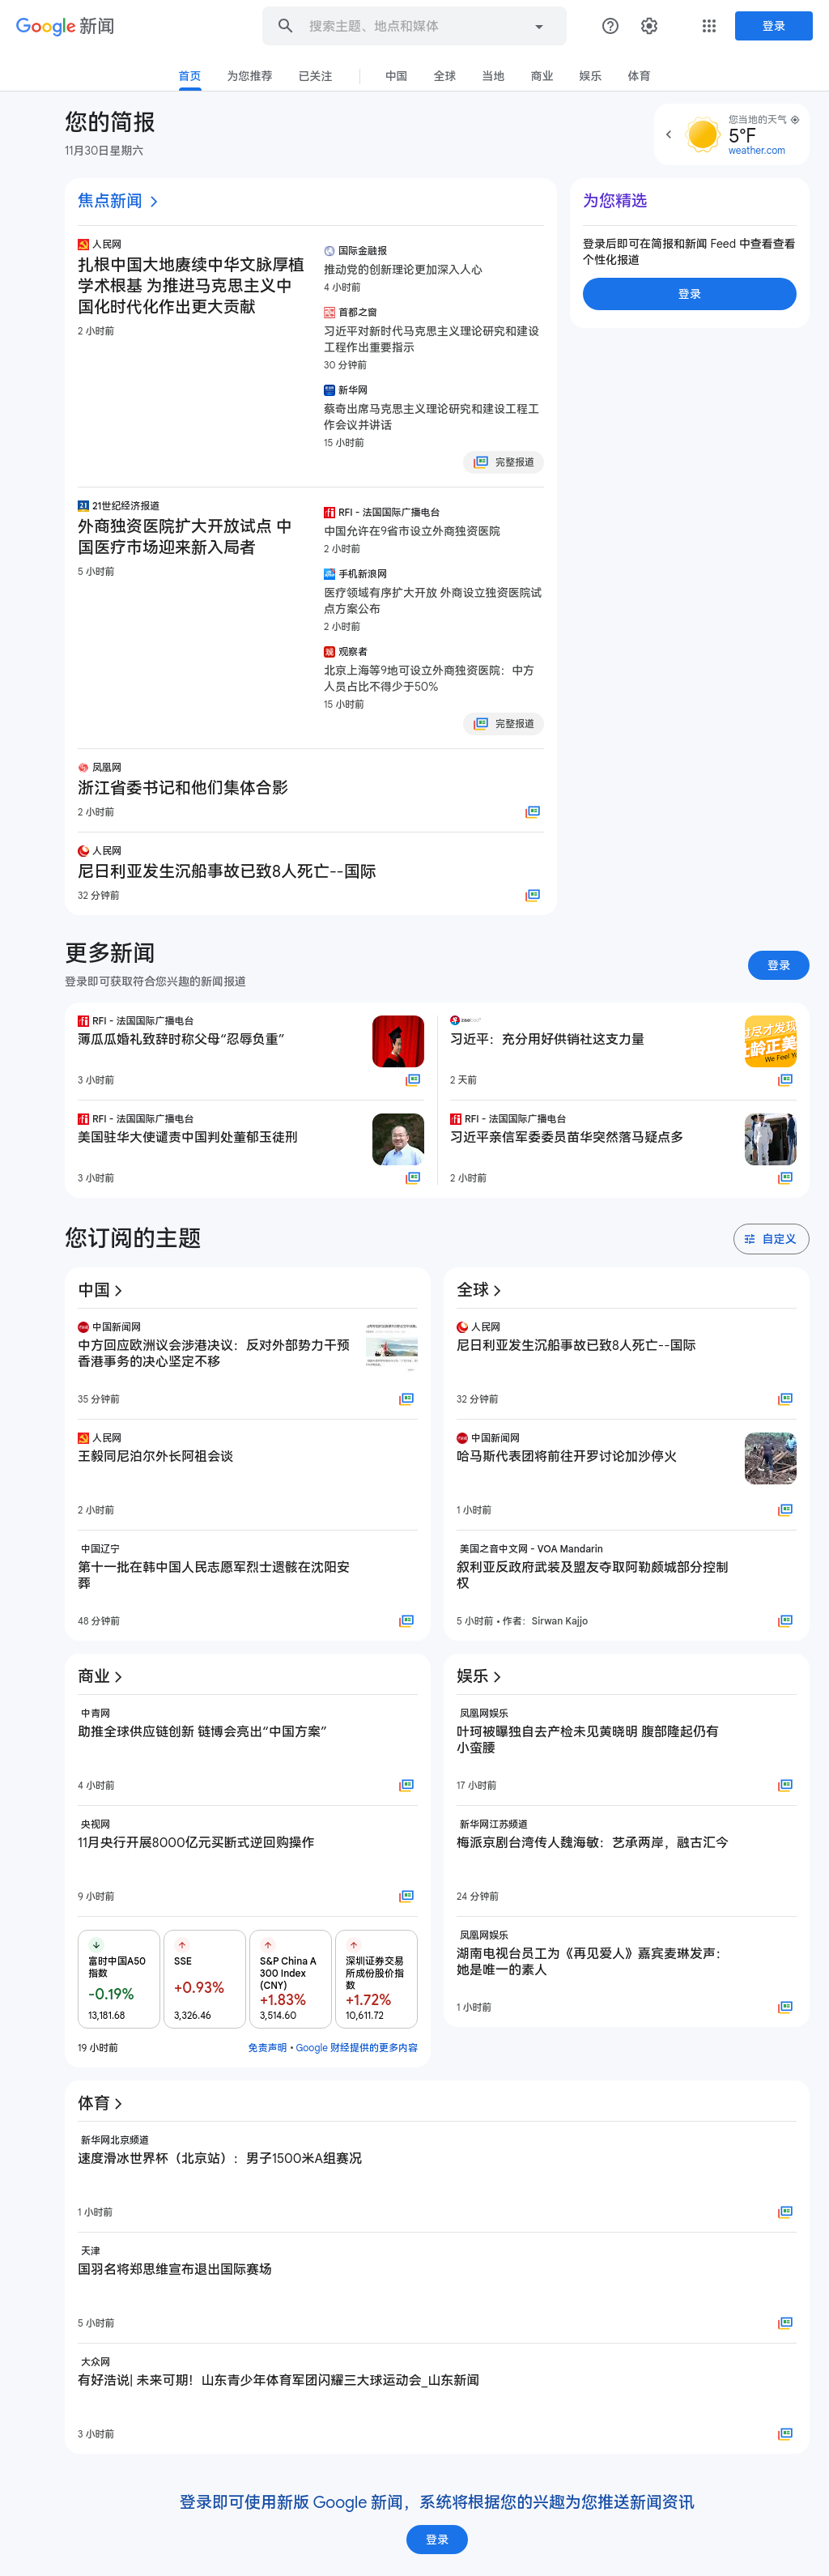 Google 新闻
搜索主题、地点和媒体
登录
首页
为您推荐
已关注
中国
全球
当地
商业
娱乐
体育
您的简报
11月30日星期六
您当地的天气
5°F
weather.com
焦点新闻
人民网
扎根中国大地赓续中华文脉厚植
学术根基 为推进马克思主义中
国化时代化作出更大贡献
2 小时前
国际金融报
推动党的创新理论更加深入人心
4 小时前
首都之窗
习近平对新时代马克思主义理论研究和建设
工程作出重要指示
30 分钟前
新华网
蔡奇出席马克思主义理论研究和建设工程工
作会议并讲话
15 小时前
完整报道
为您精选
登录后即可在简报和新闻 Feed 中查看查看
个性化报道
登录
21世纪经济报道
外商独资医院扩大开放试点 中
国医疗市场迎来新入局者
5 小时前
RFI - 法国国际广播电台
中国允许在9省市设立外商独资医院
2 小时前
手机新浪网
医疗领域有序扩大开放 外商设立独资医院试
点方案公布
2 小时前
观察者
北京上海等9地可设立外商独资医院：中方
人员占比不得少于50%
15 小时前
完整报道
凤凰网
浙江省委书记和他们集体合影
2 小时前
人民网
尼日利亚发生沉船事故已致8人死亡--国际
32 分钟前
更多新闻
登录即可获取符合您兴趣的新闻报道
登录
RFI - 法国国际广播电台
薄瓜瓜婚礼致辞时称父母“忍辱负重”
3 小时前
习近平：充分用好供销社这支力量
2 天前
RFI - 法国国际广播电台
美国驻华大使谴责中国判处董郁玉徒刑
3 小时前
RFI - 法国国际广播电台
习近平亲信军委委员苗华突然落马疑点多
2 小时前
您订阅的主题
自定义
中国
中国新闻网
中方回应欧洲议会涉港决议：反对外部势力干预
香港事务的决心坚定不移
35 分钟前
人民网
王毅同尼泊尔外长阿祖会谈
2 小时前
中国辽宁
第十一批在韩中国人民志愿军烈士遗骸在沈阳安
葬
48 分钟前
全球
人民网
尼日利亚发生沉船事故已致8人死亡--国际
32 分钟前
中国新闻网
哈马斯代表团将前往开罗讨论加沙停火
1 小时前
美国之音中文网 - VOA Mandarin
叙利亚反政府武装及盟友夺取阿勒颇城部分控制
权
5 小时前 • 作者： Sirwan Kajjo
商业
中青网
助推全球供应链创新 链博会亮出“中国方案”
4 小时前
央视网
11月央行开展8000亿元买断式逆回购操作
9 小时前
富时中国A50
指数
-0.19%
13,181.68
SSE
+0.93%
3,326.46
S&P China A
300 Index
(CNY)
+1.83%
3,514.60
深圳证券交易
所成份股价指
数
+1.72%
10,611.72
19 小时前
免责声明 • Google 财经提供的更多内容
娱乐
凤凰网娱乐
叶珂被曝独自去产检未见黄晓明 腹部隆起仍有
小蛮腰
17 小时前
新华网江苏频道
梅派京剧台湾传人魏海敏：艺承两岸，融古汇今
24 分钟前
凤凰网娱乐
湖南电视台员工为《再见爱人》嘉宾麦琳发声：
她是唯一的素人
1 小时前
体育
新华网北京频道
速度滑冰世界杯（北京站）：男子1500米A组赛况
1 小时前
天津
国羽名将郑思维宣布退出国际赛场
5 小时前
大众网
有好浩说| 未来可期！山东青少年体育军团闪耀三大球运动会_山东新闻
3 小时前
登录即可使用新版 Google 新闻，系统将根据您的兴趣为您推送新闻资讯
登录